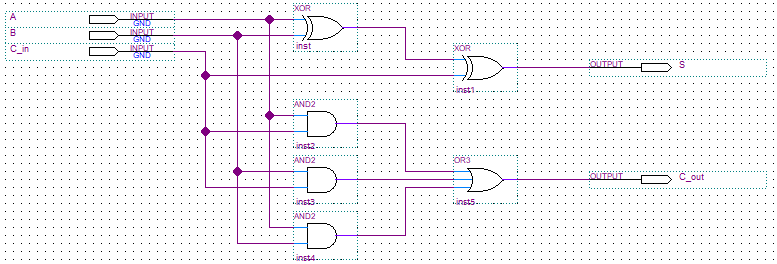 A INPUT XOR
GND
B INPUT
GND
C_in INPUT inst XOR
GND
OUTPUT S
inst1
AND2
inst2
AND2 OR3
OUTPUT C_out
inst3 inst5
AND2
inst4